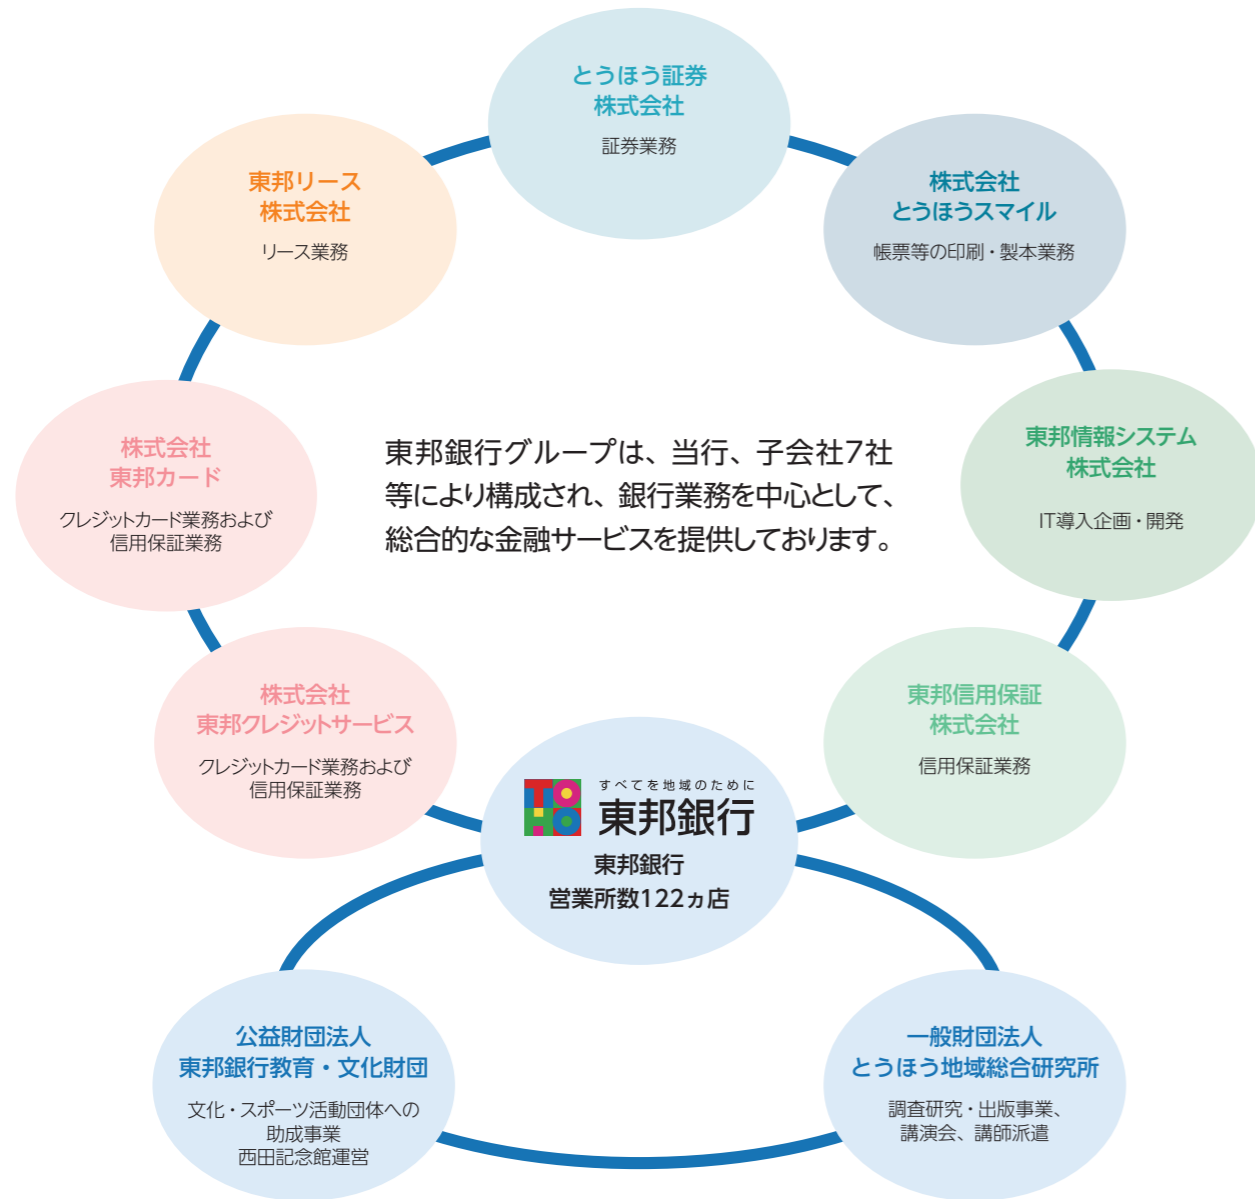 とうほう証券
株式会社
証券業務
東邦リース
株式会社
リース業務
株式会社
とうほうスマイル
帳票等の印刷・製本業務
株式会社
東邦カード
クレジットカード業務および
信用保証業務
東邦銀行グループは、当行、子会社7社
等により構成され、銀行業務を中心として、
総合的な金融サービスを提供しております。
東邦情報システム
株式会社
IT導入企画・開発
株式会社
東邦クレジットサービス
クレジットカード業務および
信用保証業務
東邦信用保証
株式会社
信用保証業務
TOHO
すべてを地域のために
東邦銀行
東邦銀行
営業所数122ヵ店
公益財団法人
東邦銀行教育・文化財団
文化・スポーツ活動団体への
助成事業
西田記念館運営
一般財団法人
とうほう地域総合研究所
調査研究・出版事業、
講演会、講師派遣